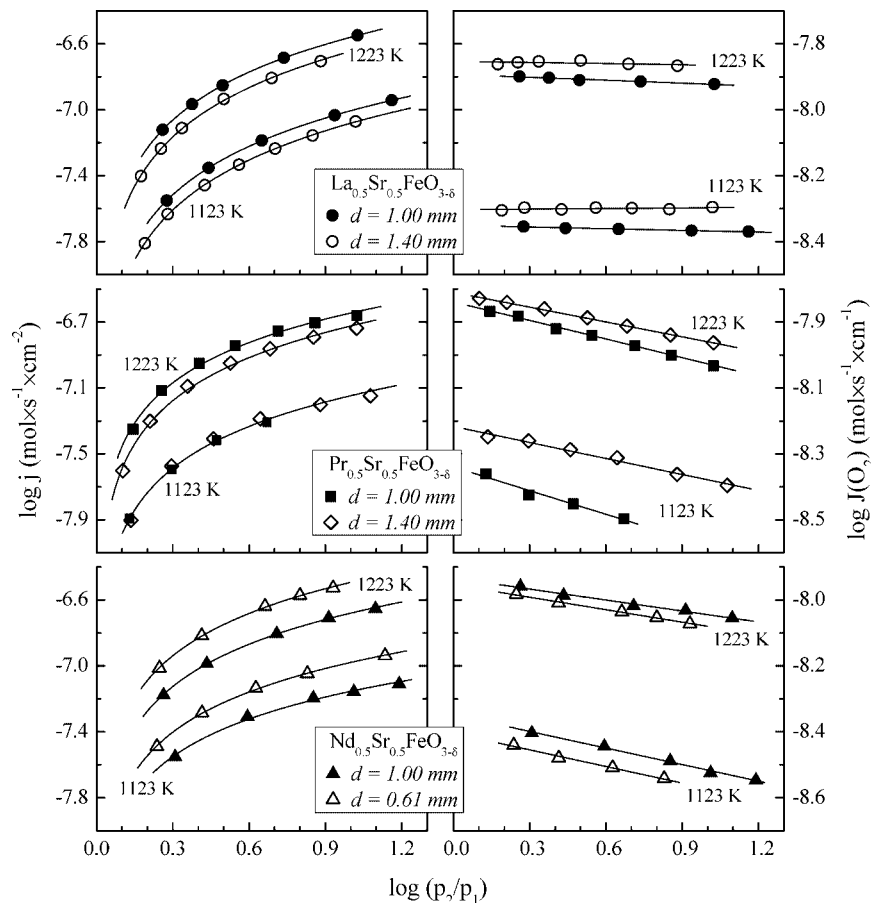 -6.6
-7.0
-7.4
-7.8
1223 K
1123 K
La0.5Sr0.5FeO3-δ
d = 1.00 mm
d = 1.40 mm
-7.8
-8.0
-8.2
-8.4
1223 K
1123 K
-6.7
-7.1
-7.5
-7.9
1223 K
1123 K
Pr0.5Sr0.5FeO3-δ
d = 1.00 mm
d = 1.40 mm
-7.9
-8.1
-8.3
-8.5
1223 K
1123 K
log j (mol×s-1×cm-2)
log J(O2) (mol×s-1×cm-1)
-6.6
-7.0
-7.4
-7.8
1223 K
1123 K
Nd0.5Sr0.5FeO3-δ
d = 1.00 mm
d = 0.61 mm
-8.0
-8.2
-8.4
-8.6
1223 K
1123 K
0.0 0.3 0.6 0.9 1.2 0.0 0.3 0.6 0.9 1.2
log (p2/p1)